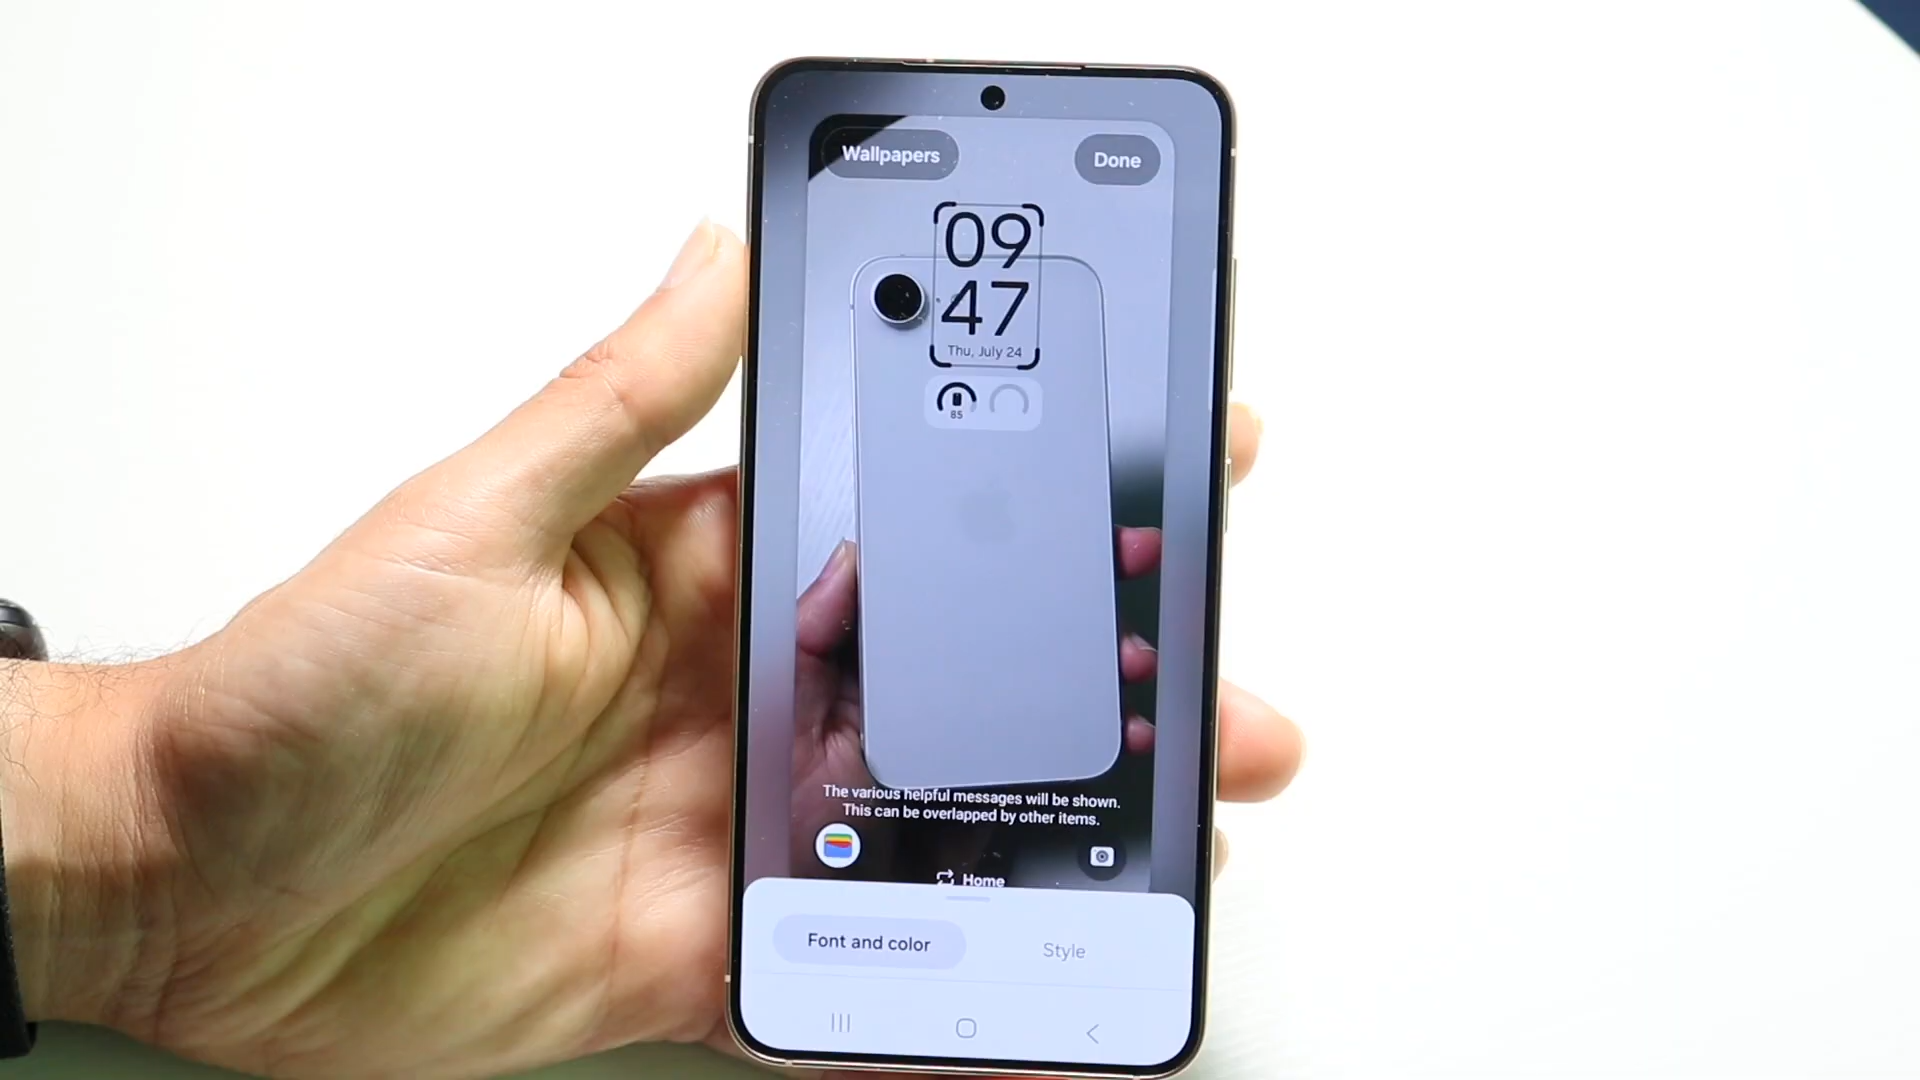 Wallpapers
Done
09
47
Thu, July 24
85
The various helpful messages will be shown.
This can be overlapped by other items.
Home
Font and color
Style